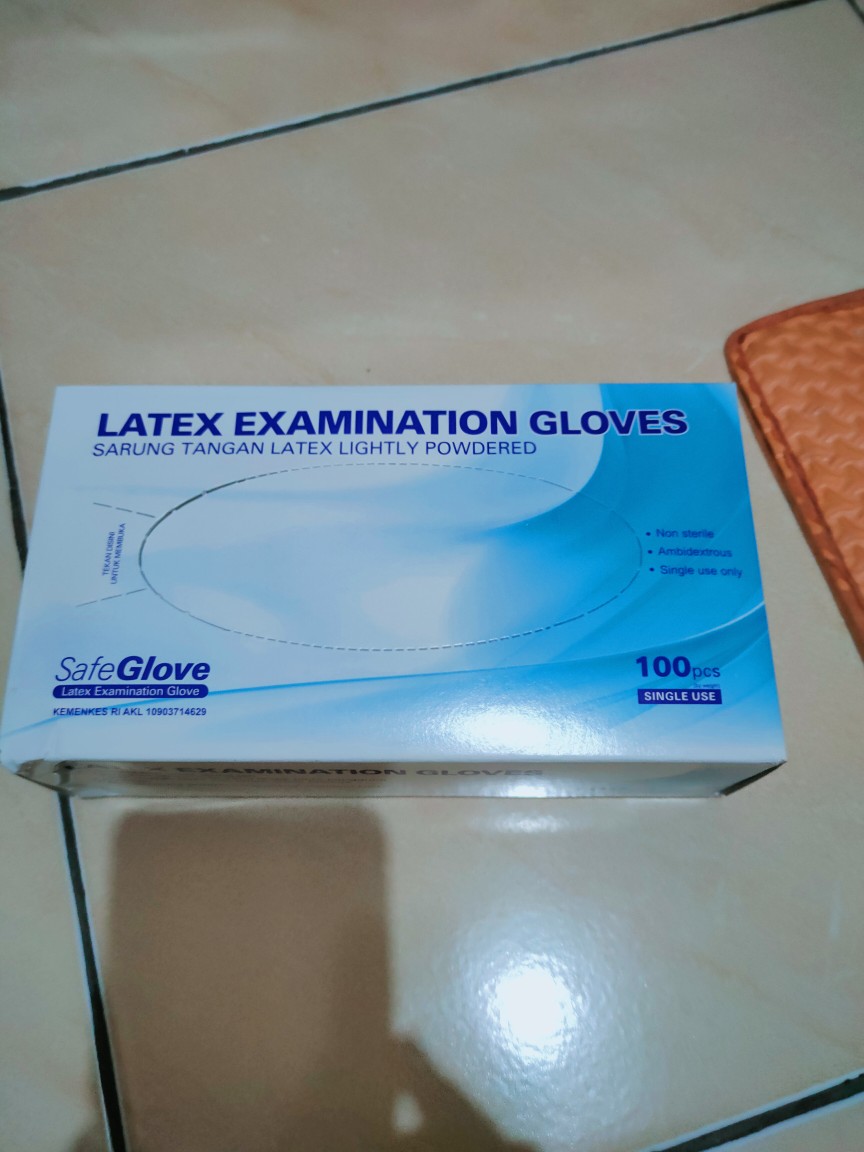 LATEX EXAMINATION GLOVES
SARUNG TANGAN LATEX LIGHTLY POWDERED
TEKAN DISINI
UNTUK MEMBUKA
• Non sterile
• Ambidextrous
• Single use only
SafeGlove
Latex Examination Glove
KEMENKES RI AKL 10903714629
100pcs
SINGLE USE
LATEX EXAMINATION GLOVES